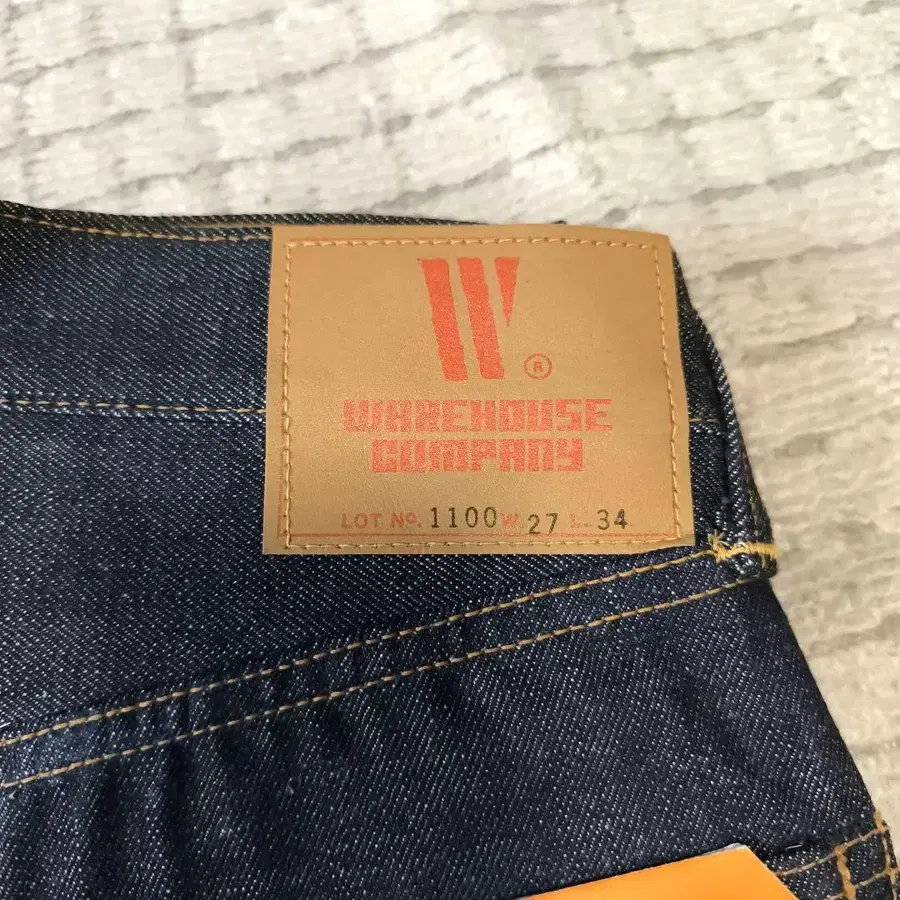 W®
WAREHOUSE
COMPANY
LOT Nº. 1100 W. 27 L. 34